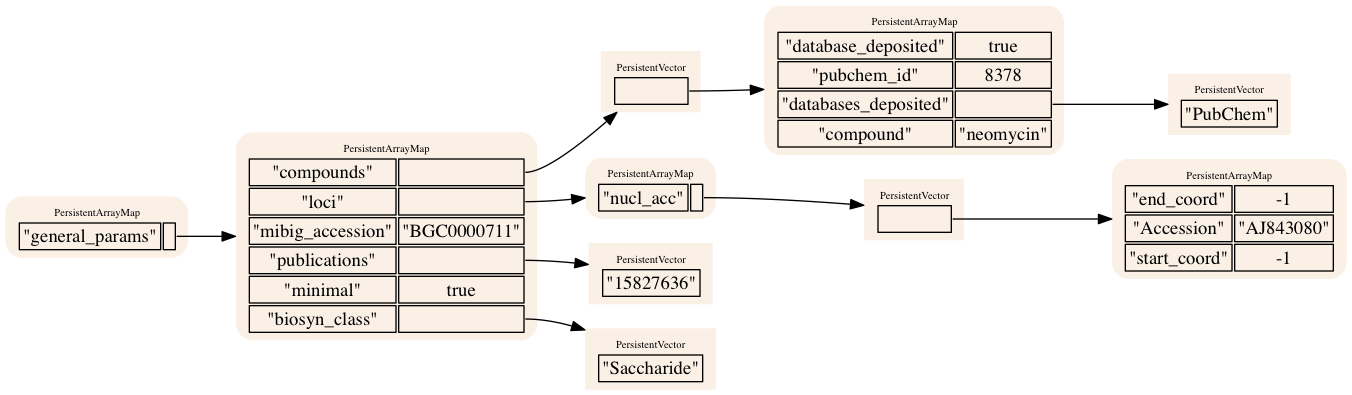 PersistentArrayMap
"general_params"
PersistentArrayMap
"compounds"
"loci"
"mibig_accession" "BGC0000711"
"publications"
"minimal" true
"biosyn_class"
PersistentVector
PersistentArrayMap
"database_deposited" true
"pubchem_id" 8378
"databases_deposited"
"compound" "neomycin"
PersistentVector
"PubChem"
PersistentArrayMap
"nucl_acc"
PersistentVector
PersistentArrayMap
"end_coord" -1
"Accession" "AJ843080"
"start_coord" -1
PersistentVector
"15827636"
PersistentVector
"Saccharide"